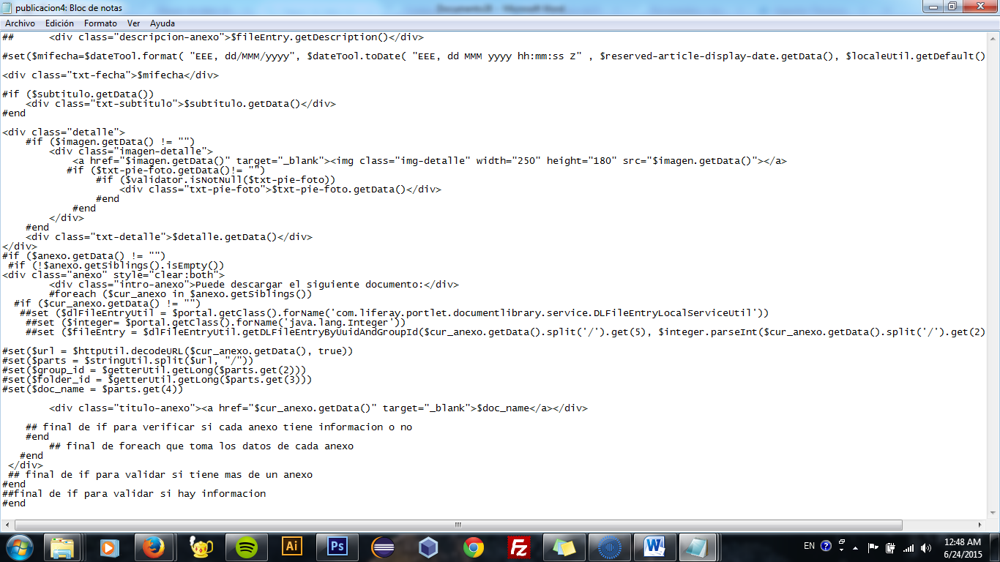 publicacion4: Bloc de notas
Archivo Edición Formato Ver Ayuda
## <div class="descripcion-anexo">$fileEntry.getDescription()</div>
#set($mifecha=$dateTool.format( "EEE, dd/MMM/yyyy", $dateTool.toDate( "EEE, dd MMM yyyy hh:mm:ss Z" , $reserved-article-display-date.getData(), $localeUtil.getDefault()
<div class="txt-fecha">$mifecha</div>
#if ($subtitulo.getData())
<div class="txt-subtitulo">$subtitulo.getData()</div>
#end
<div class="detalle">
#if ($imagen.getData() != "")
<div class="imagen-detalle">
<a href="$imagen.getData()" target="_blank"><img class="img-detalle" width="250" height="180" src="$imagen.getData()"></a>
#if ($txt-pie-foto.getData()!= "")
#if ($validator.isNotNull($txt-pie-foto))
<div class="txt-pie-foto">$txt-pie-foto.getData()</div>
#end
#end
</div>
#end
<div class="txt-detalle">$detalle.getData()</div>
</div>
#if ($anexo.getData() != "")
#if (!$anexo.getSiblings().isEmpty())
<div class="anexo" style="clear:both">
<div class="intro-anexo">Puede descargar el siguiente documento:</div>
#foreach ($cur_anexo in $anexo.getSiblings())
#if ($cur_anexo.getData() != "")
##set ($dlFileEntryUtil = $portal.getClass().forName('com.liferay.portlet.documentlibrary.service.DLFileEntryLocalServiceUtil'))
##set ($integer= $portal.getClass().forName('java.lang.Integer'))
##set ($fileEntry = $dlFileEntryUtil.getDLFileEntryByUuidAndGroupId($cur_anexo.getData().split('/').get(5), $integer.parseInt($cur_anexo.getData().split('/').get(2)
#set($url = $httpUtil.decodeURL($cur_anexo.getData(), true))
#set($parts = $stringUtil.split($url, "/"))
#set($group_id = $getterUtil.getLong($parts.get(2)))
#set($folder_id = $getterUtil.getLong($parts.get(3)))
#set($doc_name = $parts.get(4))
<div class="titulo-anexo"><a href="$cur_anexo.getData()" target="_blank">$doc_name</a></div>
## final de if para verificar si cada anexo tiene informacion o no
#end
## final de foreach que toma los datos de cada anexo
#end
</div>
## final de if para validar si tiene mas de un anexo
#end
##final de if para validar si hay informacion
#end
Ai
Ps
Fz
W
EN
12:48 AM
6/24/2015